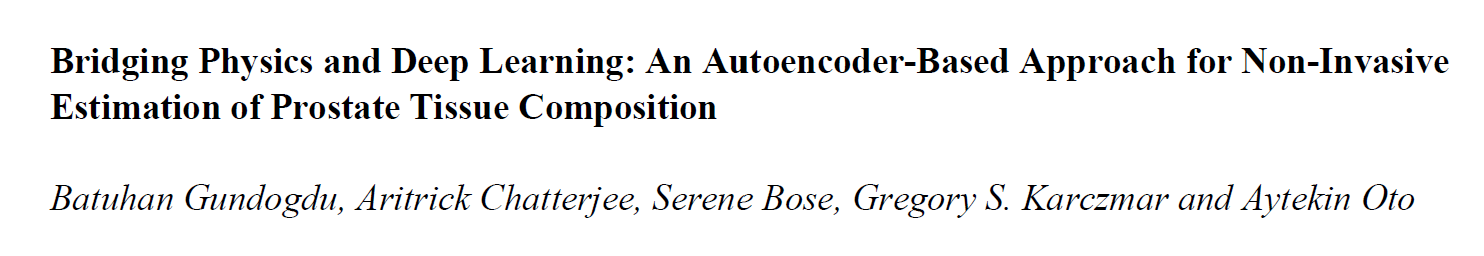 Bridging Physics and Deep Learning: An Autoencoder-Based Approach for Non-Invasive
Estimation of Prostate Tissue Composition
Batuhan Gundogdu, Aritrick Chatterjee, Serene Bose, Gregory S. Karczmar and Aytekin Oto